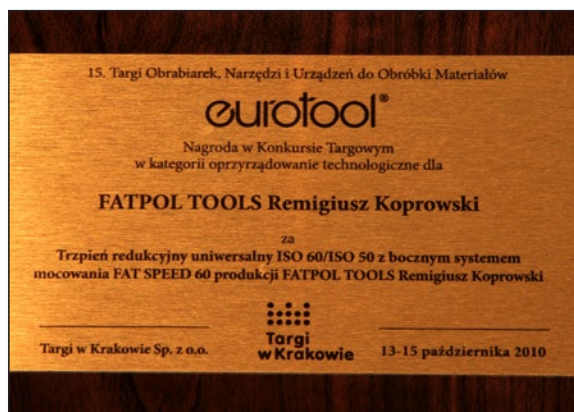 15. Targi Obrabiarek, Narzędzi i Urządzeń do Obróbki Materiałów
eurotool®
Nagroda w Konkursie Targowym
w kategorii oprzyrządowanie technologiczne dla
FATPOL TOOLS Remigiusz Koprowski
za
Trzpień redukcyjny uniwersalny ISO 60/ISO 50 z bocznym systemem
mocowania FAT SPEED 60 produkcji FATPOL TOOLS Remigiusz Koprowski
Targi w Krakowie Sp. z o.o.
Targi
w Krakowie
13-15 października 2010